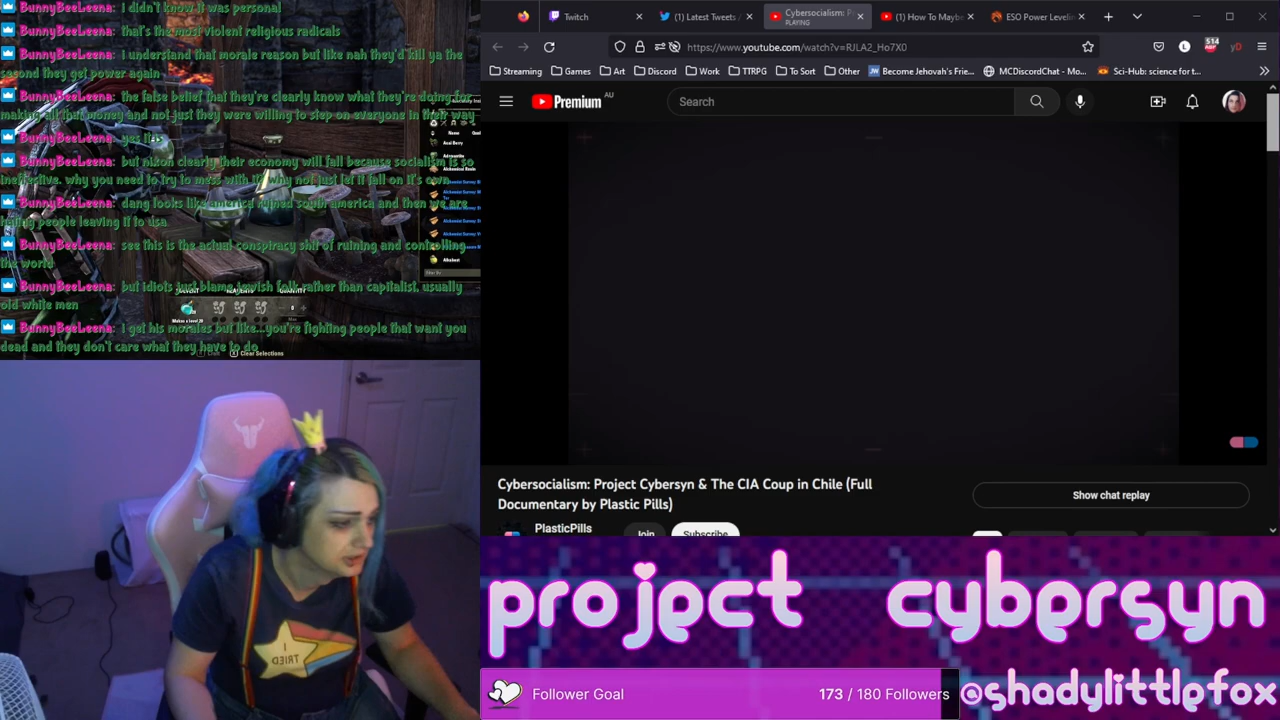 BunnyBeeLeena: I didn't know it was personal
BunnyBeeLeena: that's the most violent religious radicals
BunnyBeeLeena: i understand that morale reason but like nah they'd kill ya the
second they get power again
BunnyBeeLeena: the false belief that they're clearly know what they're doing for
making all that money and not just they were willing to step on everyone in their way
BunnyBeeLeena: yes it is
BunnyBeeLeena: but nixon clearly their economy will fall because socialism is so
ineffective. why you need to try to mess with it? why not just let it fall on it's own
BunnyBeeLeena: dang looks like america ruined south america and then we are
hating people leaving it to usa
BunnyBeeLeena: see this is the actual conspiracy shit of ruining and controlling
the world
BunnyBeeLeena: but idiots just blame jewish folk rather than capitalist, usually
old white men
BunnyBeeLeena: I get his morales but like...you're fighting people that want you
dead and they don't care what they have to do
Name
Clear Selections
I
TRIED
Twitch
(1) Latest Tweets /
Cybersocialism: P
PLAYING
(1) How To Maybe
ESO Power Levelin
https://www.youtube.com/watch?v=RJLA2_Ho7X0
514
ABP
yD
Streaming
Games
Art
Discord
Work
TTRPG
To Sort
Other
Become Jehovah's Frie...
MCDiscordChat - Mo...
Sci-Hub: science for t...
Premium
AU
Search
Cybersocialism: Project Cybersyn & The CIA Coup in Chile (Full
Documentary by Plastic Pills)
Show chat replay
PlasticPills
Join
Subscribe
project cybersyn
Follower Goal
173 / 180 Followers
@shadylittlefox